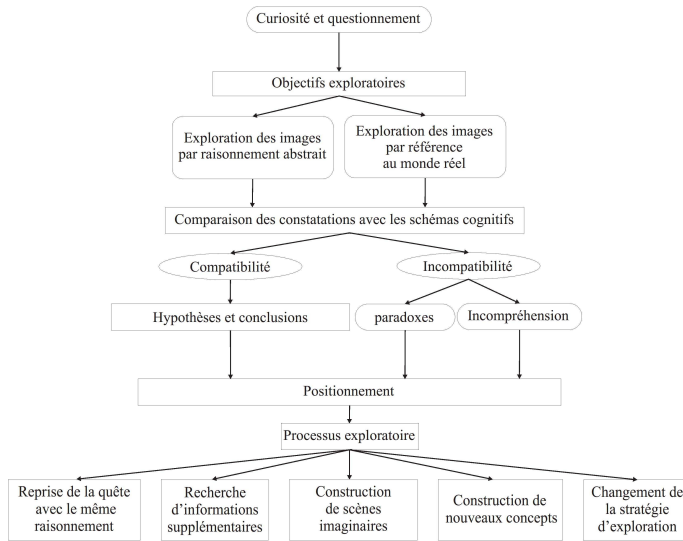 Curiosité et questionnement
Objectifs exploratoires
Exploration des images
par raisonnement abstrait
Exploration des images
par référence
au monde réel
Comparaison des constatations avec les schémas cognitifs
Compatibilité
Incompatibilité
Hypothèses et conclusions
paradoxes
Incompréhension
Positionnement
Processus exploratoire
Reprise de la quête
avec le même
raisonnement
Recherche
d'informations
supplémentaires
Construction
de scènes
imaginaires
Construction de
nouveaux concepts
Changement de
la stratégie
d'exploration